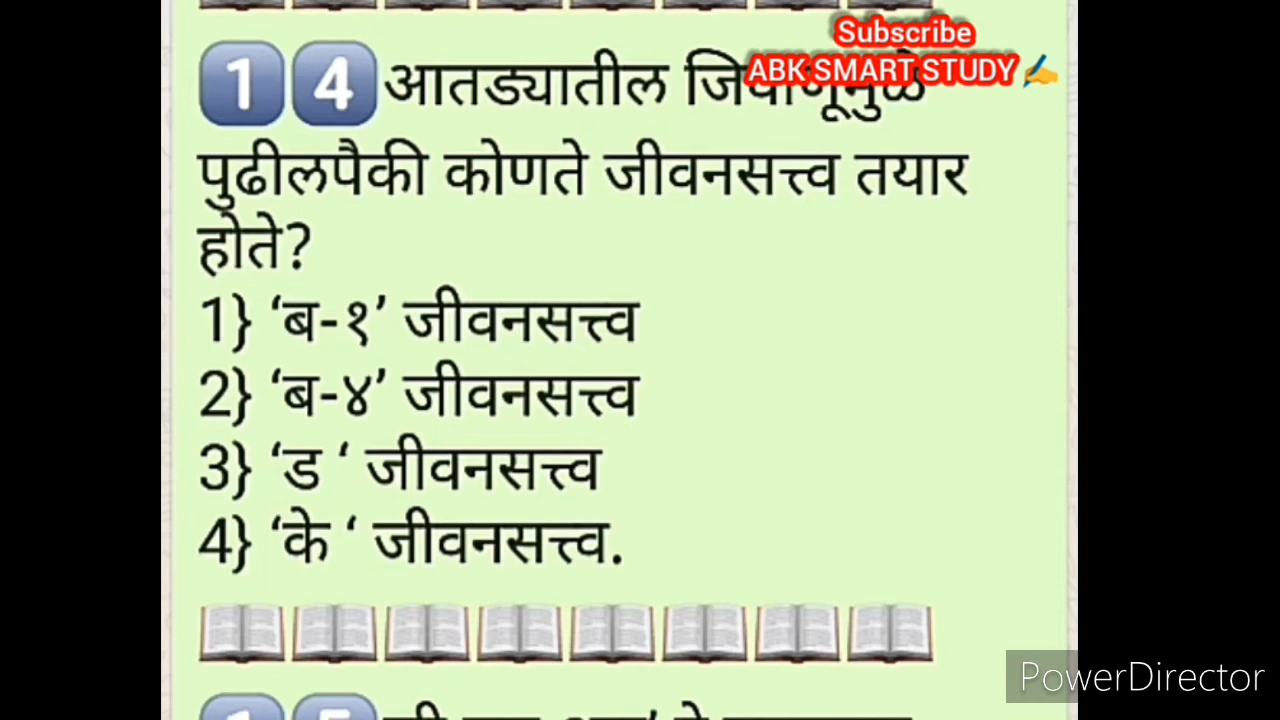 Subscribe
ABK SMART STUDY
14 आतड्यातील
पुढीलपैकी कोणते जीवनसत्त्व तयार
होते?
1} ‘ब-१’ जीवनसत्त्व
2} ‘ब-४’ जीवनसत्त्व
3} ‘ड ‘ जीवनसत्त्व
4} ‘के ‘ जीवनसत्त्व.
PowerDirector